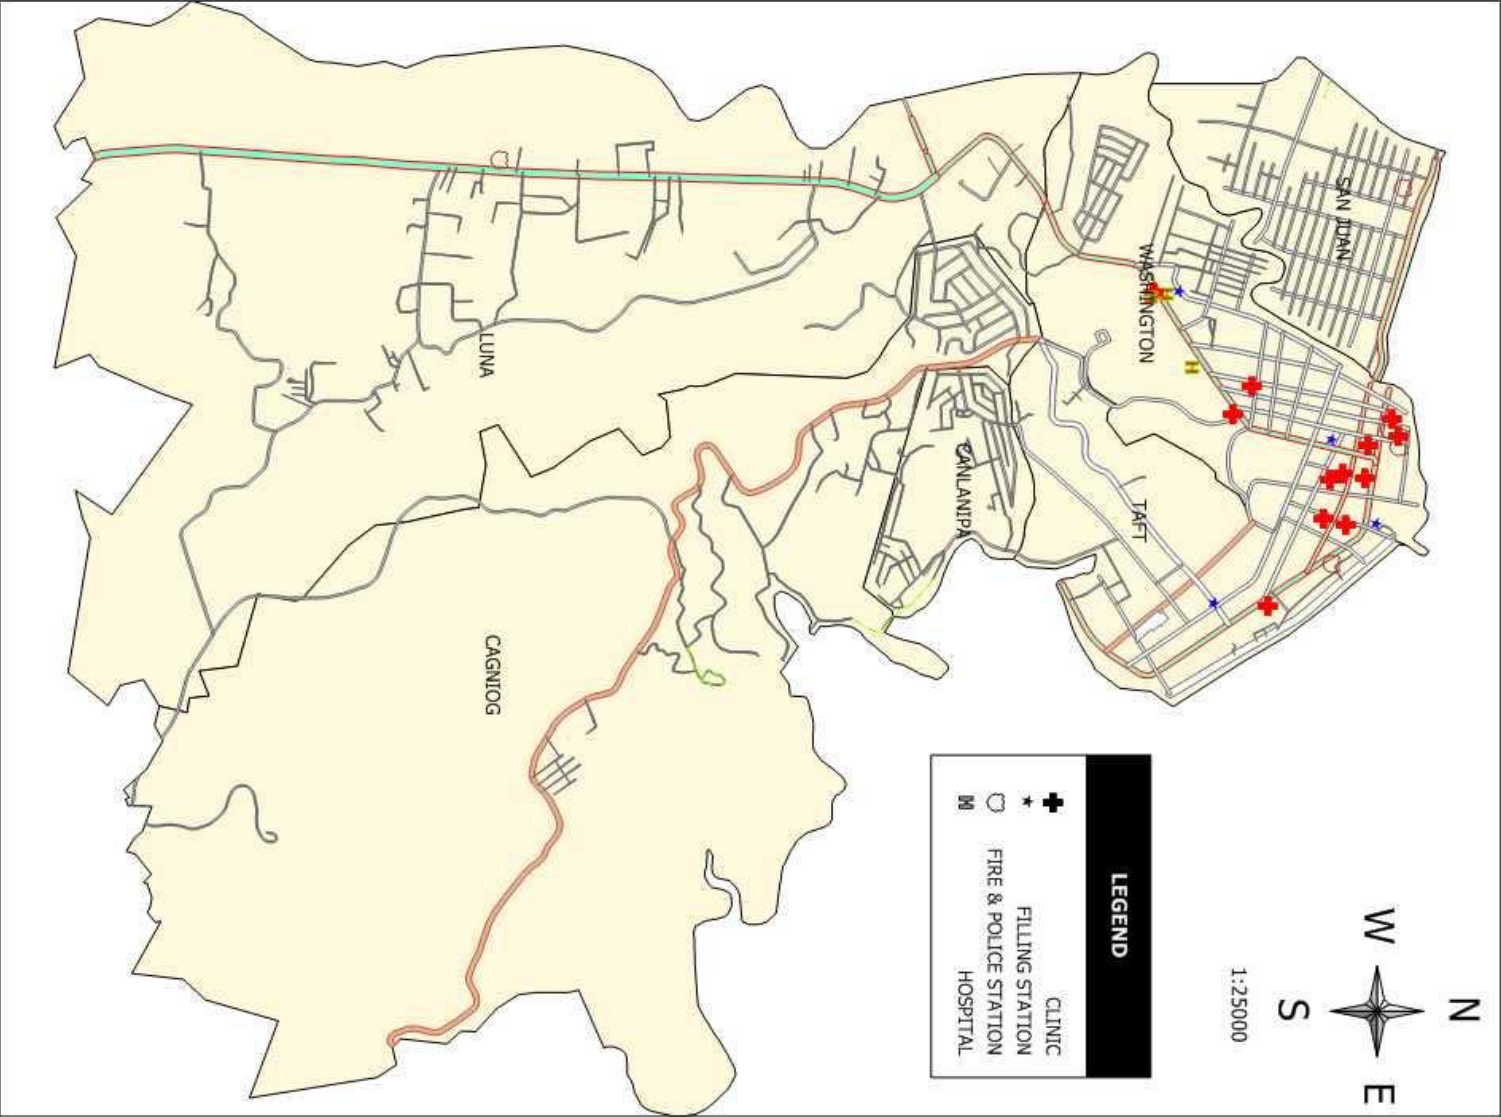 N
W
E
S
1:25000
SAN JUAN
WASHINGTON
TAFT
CANLANIPA
LUNA
CAGNIOG
H
H
LEGEND
CLINIC
FILLING STATION
FIRE & POLICE STATION
H HOSPITAL